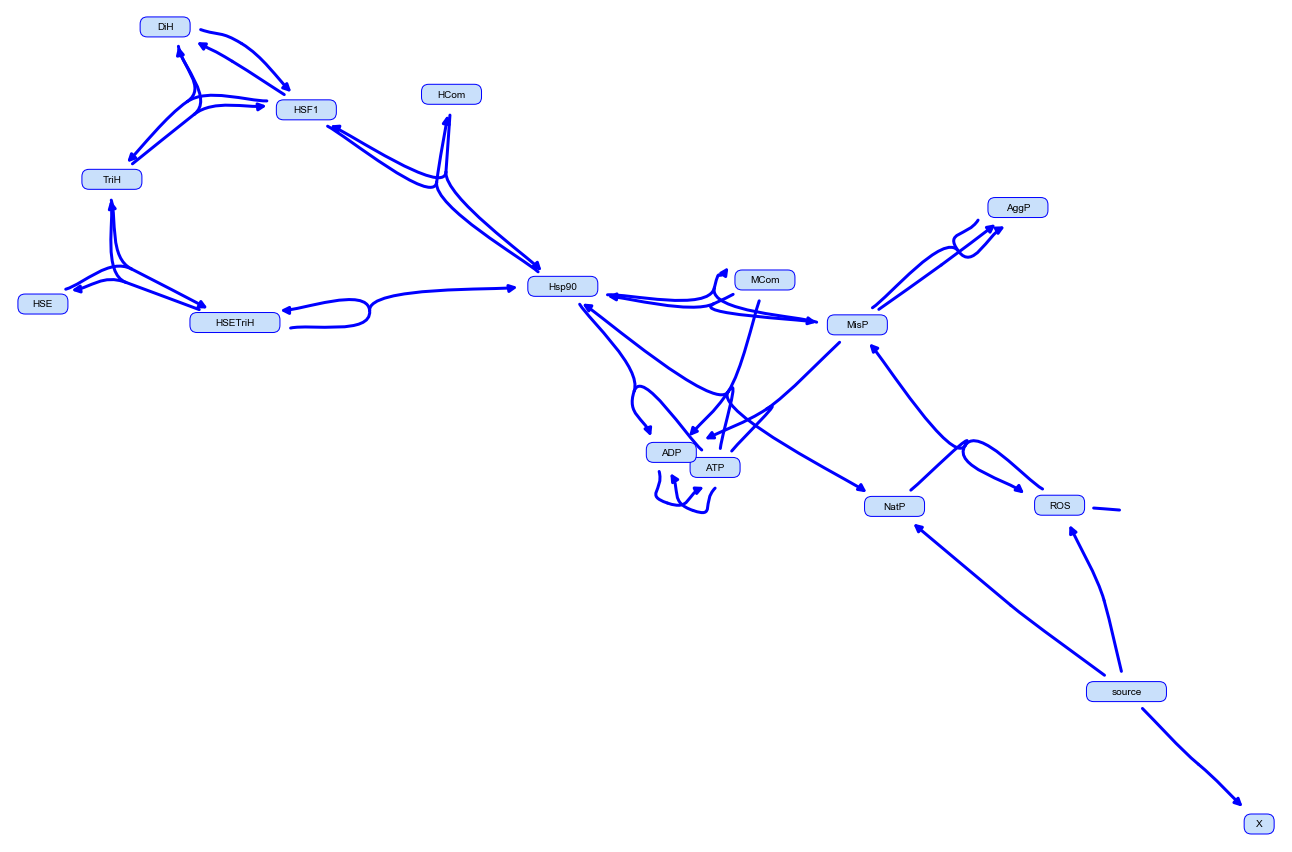 DiH
HCom
HSF1
TriH
AggP
MCom
Hsp90
HSE
HSETriH
MisP
ADP
ATP
NatP
ROS
source
X